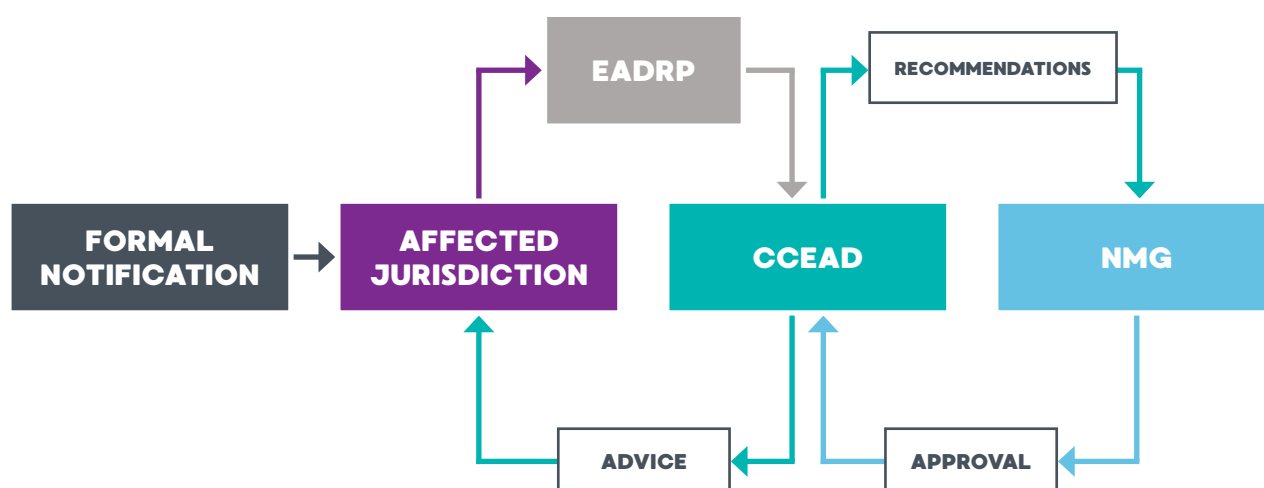 EADRP
RECOMMENDATIONS
FORMAL
NOTIFICATION
AFFECTED
JURISDICTION
CCEAD
NMG
ADVICE
APPROVAL